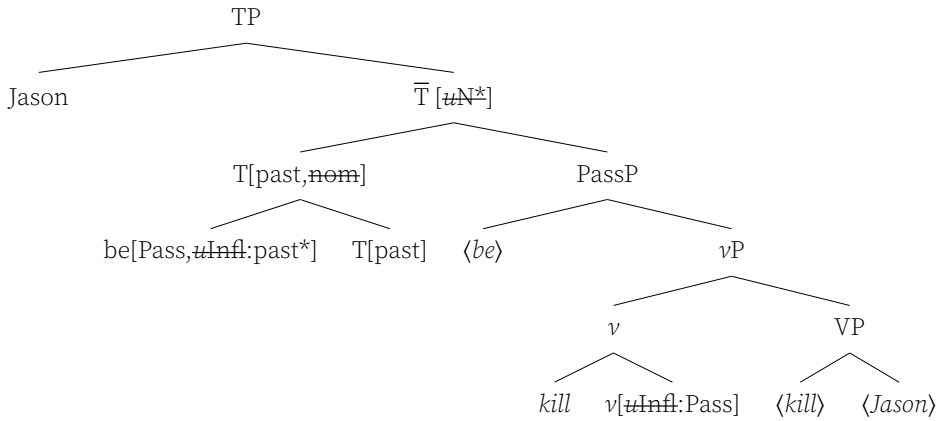 TP
Jason T̅ [uN*]
T[past,nom] PassP
be[Pass,uInfl:past*] T[past] ⟨be⟩ vP
v VP
kill v[uInfl:Pass] ⟨kill⟩ ⟨Jason⟩